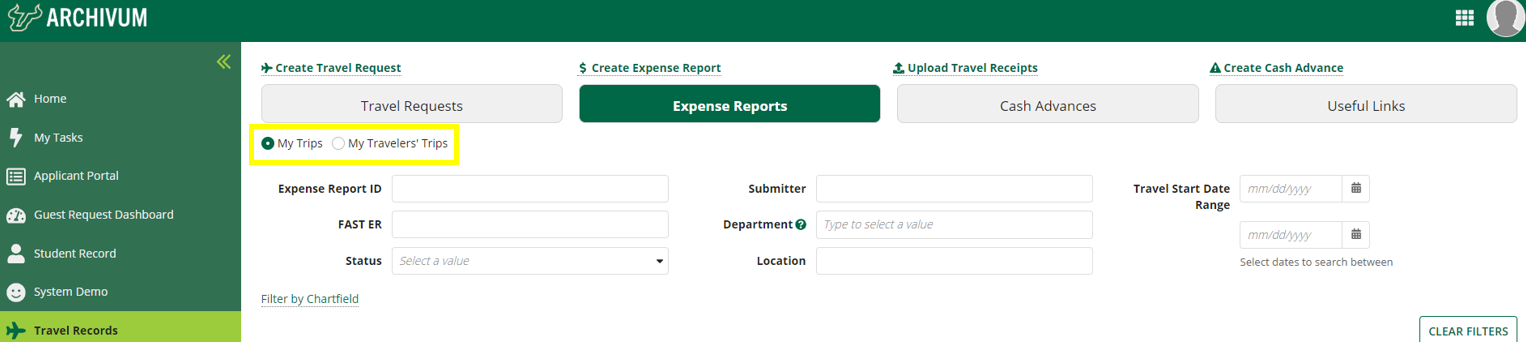 ARCHIVUM
Create Travel Request
$ Create Expense Report
Upload Travel Receipts
Create Cash Advance
Travel Requests
Expense Reports
Cash Advances
Useful Links
My Trips
My Travelers' Trips
Home
My Tasks
Applicant Portal
Guest Request Dashboard
Student Record
System Demo
Travel Records
Expense Report ID
Submitter
Travel Start Date
Range
mm/dd/yyyy
FAST ER
Department ?
Type to select a value
mm/dd/yyyy
Status
Select a value
Location
Select dates to search between
Filter by Chartfield
CLEAR FILTERS